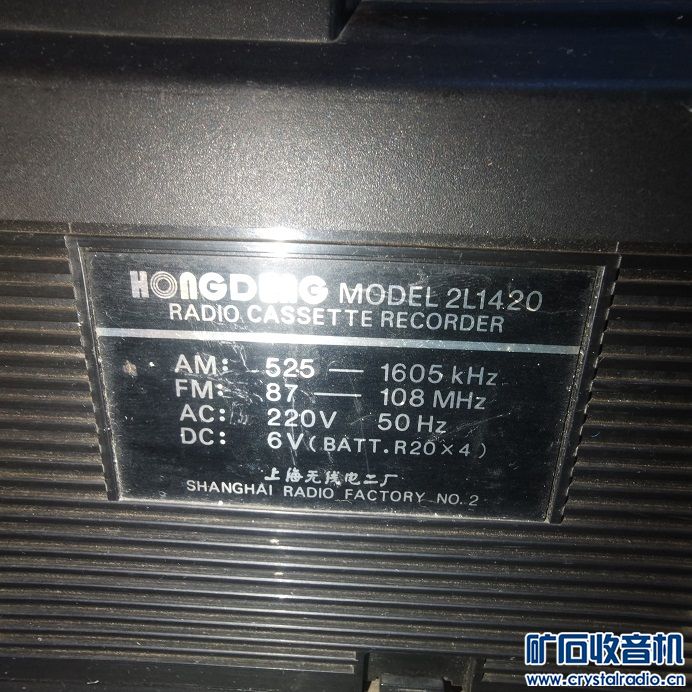 HONGDENG MODEL 2L1420
RADIO CASSETTE RECORDER
AM: 525 — 1605 kHz
FM: 87 — 108 MHz
AC: 220V 50 Hz
DC: 6V (BATT.R20×4)
上海无线电二厂
SHANGHAI RADIO FACTORY NO.2
矿石收音机
www.crystalradio.cn